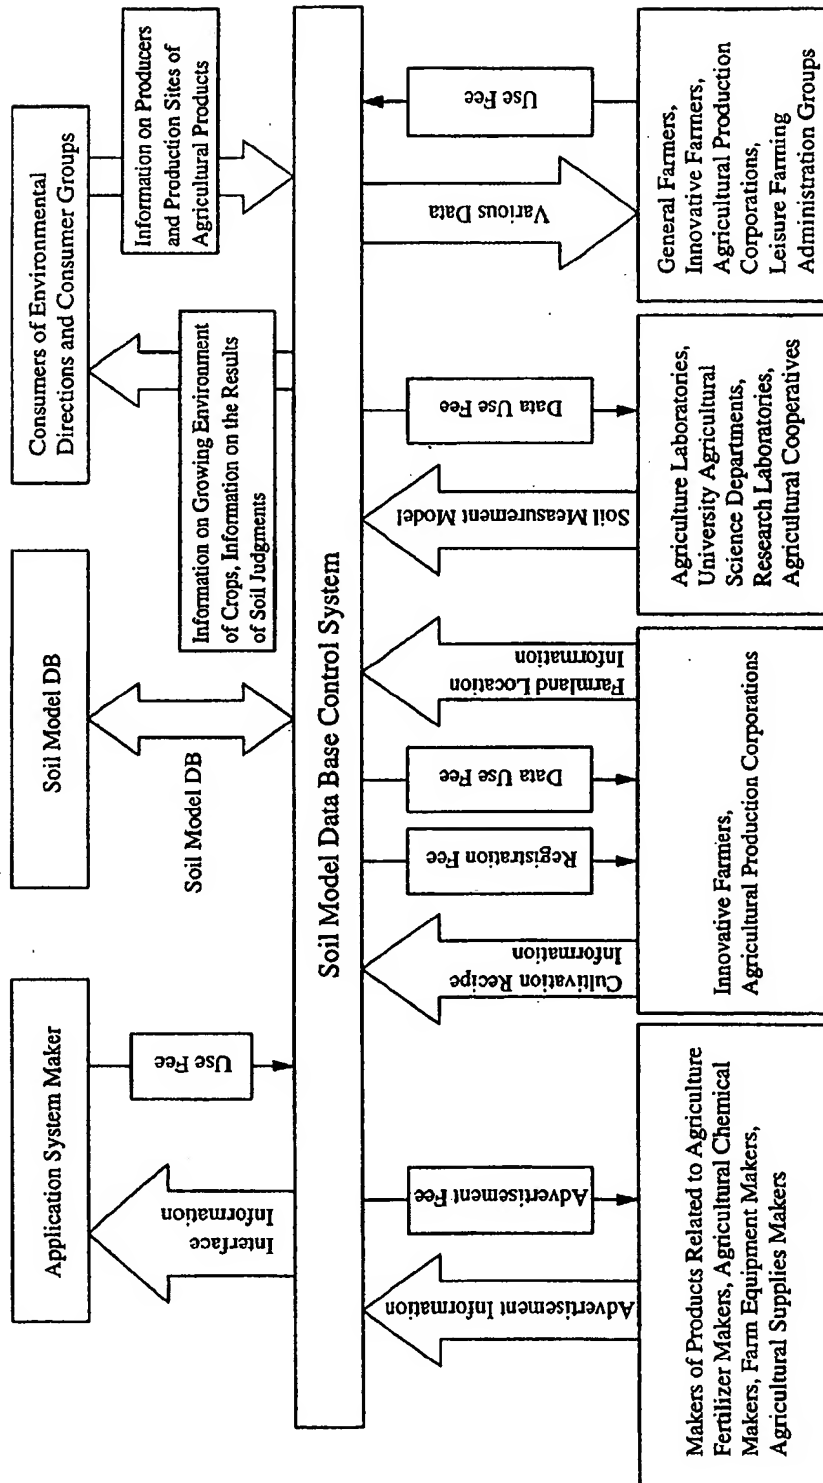 Application System Maker
Soil Model DB
Consumers of Environmental
Directions and Consumer Groups
Interface
Information
Use Fee
Soil Model DB
Information on Growing Environment
of Crops, Information on the Results
of Soil Judgments
Information on Producers
and Production Sites of
Agricultural Products
Soil Model Data Base Control System
Advertisement Information
Advertisement Fee
Cultivation Recipe
Information
Registration Fee
Data Use Fee
Farmland Location
Information
Soil Measurement Model
Data Use Fee
Various Data
Use Fee
Makers of Products Related to Agriculture
Fertilizer Makers, Agricultural Chemical
Makers, Farm Equipment Makers,
Agricultural Supplies Makers
Innovative Farmiers,
Agricultural Production Corporations
Agriculture Laboratories,
University Agricultural
Science Departments,
Research Laboratories,
Agricultural Cooperatives
General Farmers,
Innovative Farmers,
Agricultural Production
Corporations,
Leisure Farming
Administration Groups